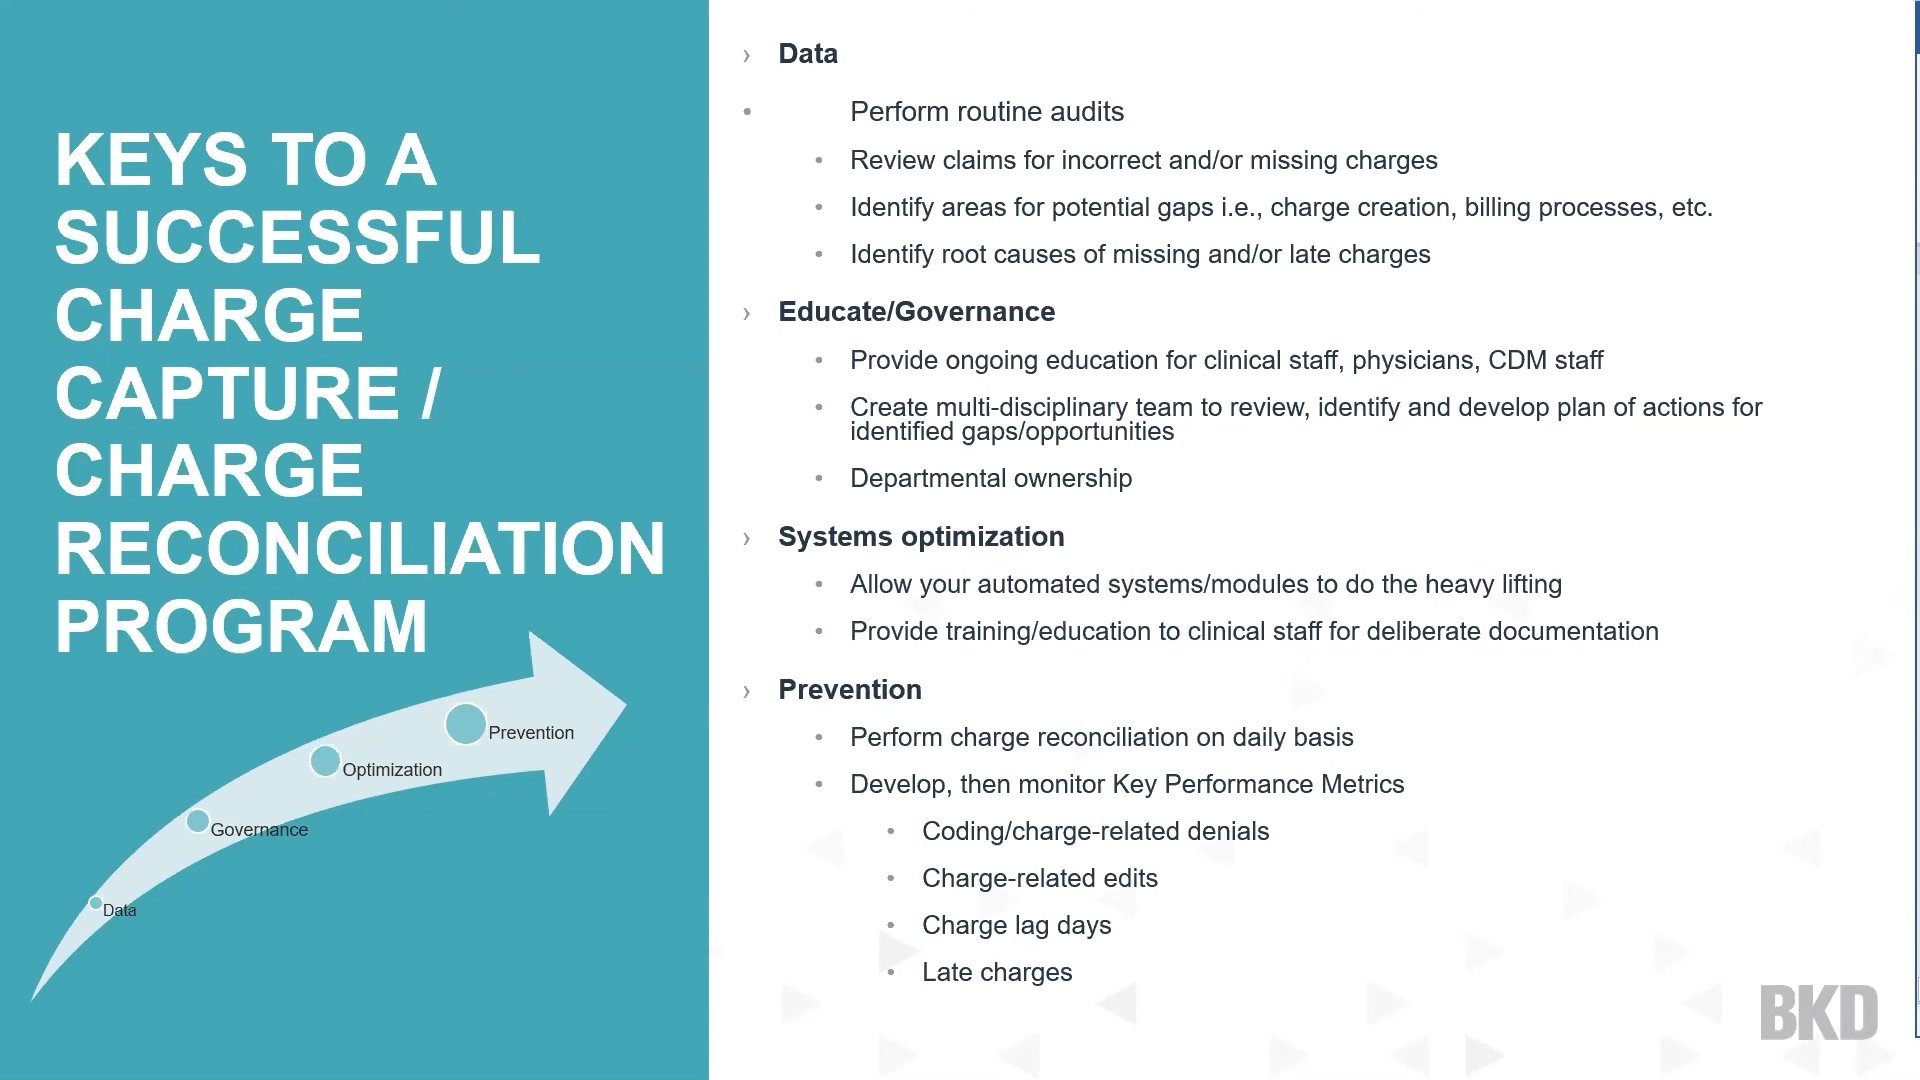 KEYS TO A
SUCCESSFUL
CHARGE
CAPTURE /
CHARGE
RECONCILIATION
PROGRAM
Prevention
Optimization
Governance
Data
› Data
• Perform routine audits
• Review claims for incorrect and/or missing charges
• Identify areas for potential gaps i.e., charge creation, billing processes, etc.
• Identify root causes of missing and/or late charges
› Educate/Governance
• Provide ongoing education for clinical staff, physicians, CDM staff
• Create multi-disciplinary team to review, identify and develop plan of actions for
identified gaps/opportunities
• Departmental ownership
› Systems optimization
• Allow your automated systems/modules to do the heavy lifting
• Provide training/education to clinical staff for deliberate documentation
› Prevention
• Perform charge reconciliation on daily basis
• Develop, then monitor Key Performance Metrics
• Coding/charge-related denials
• Charge-related edits
• Charge lag days
• Late charges
BKD